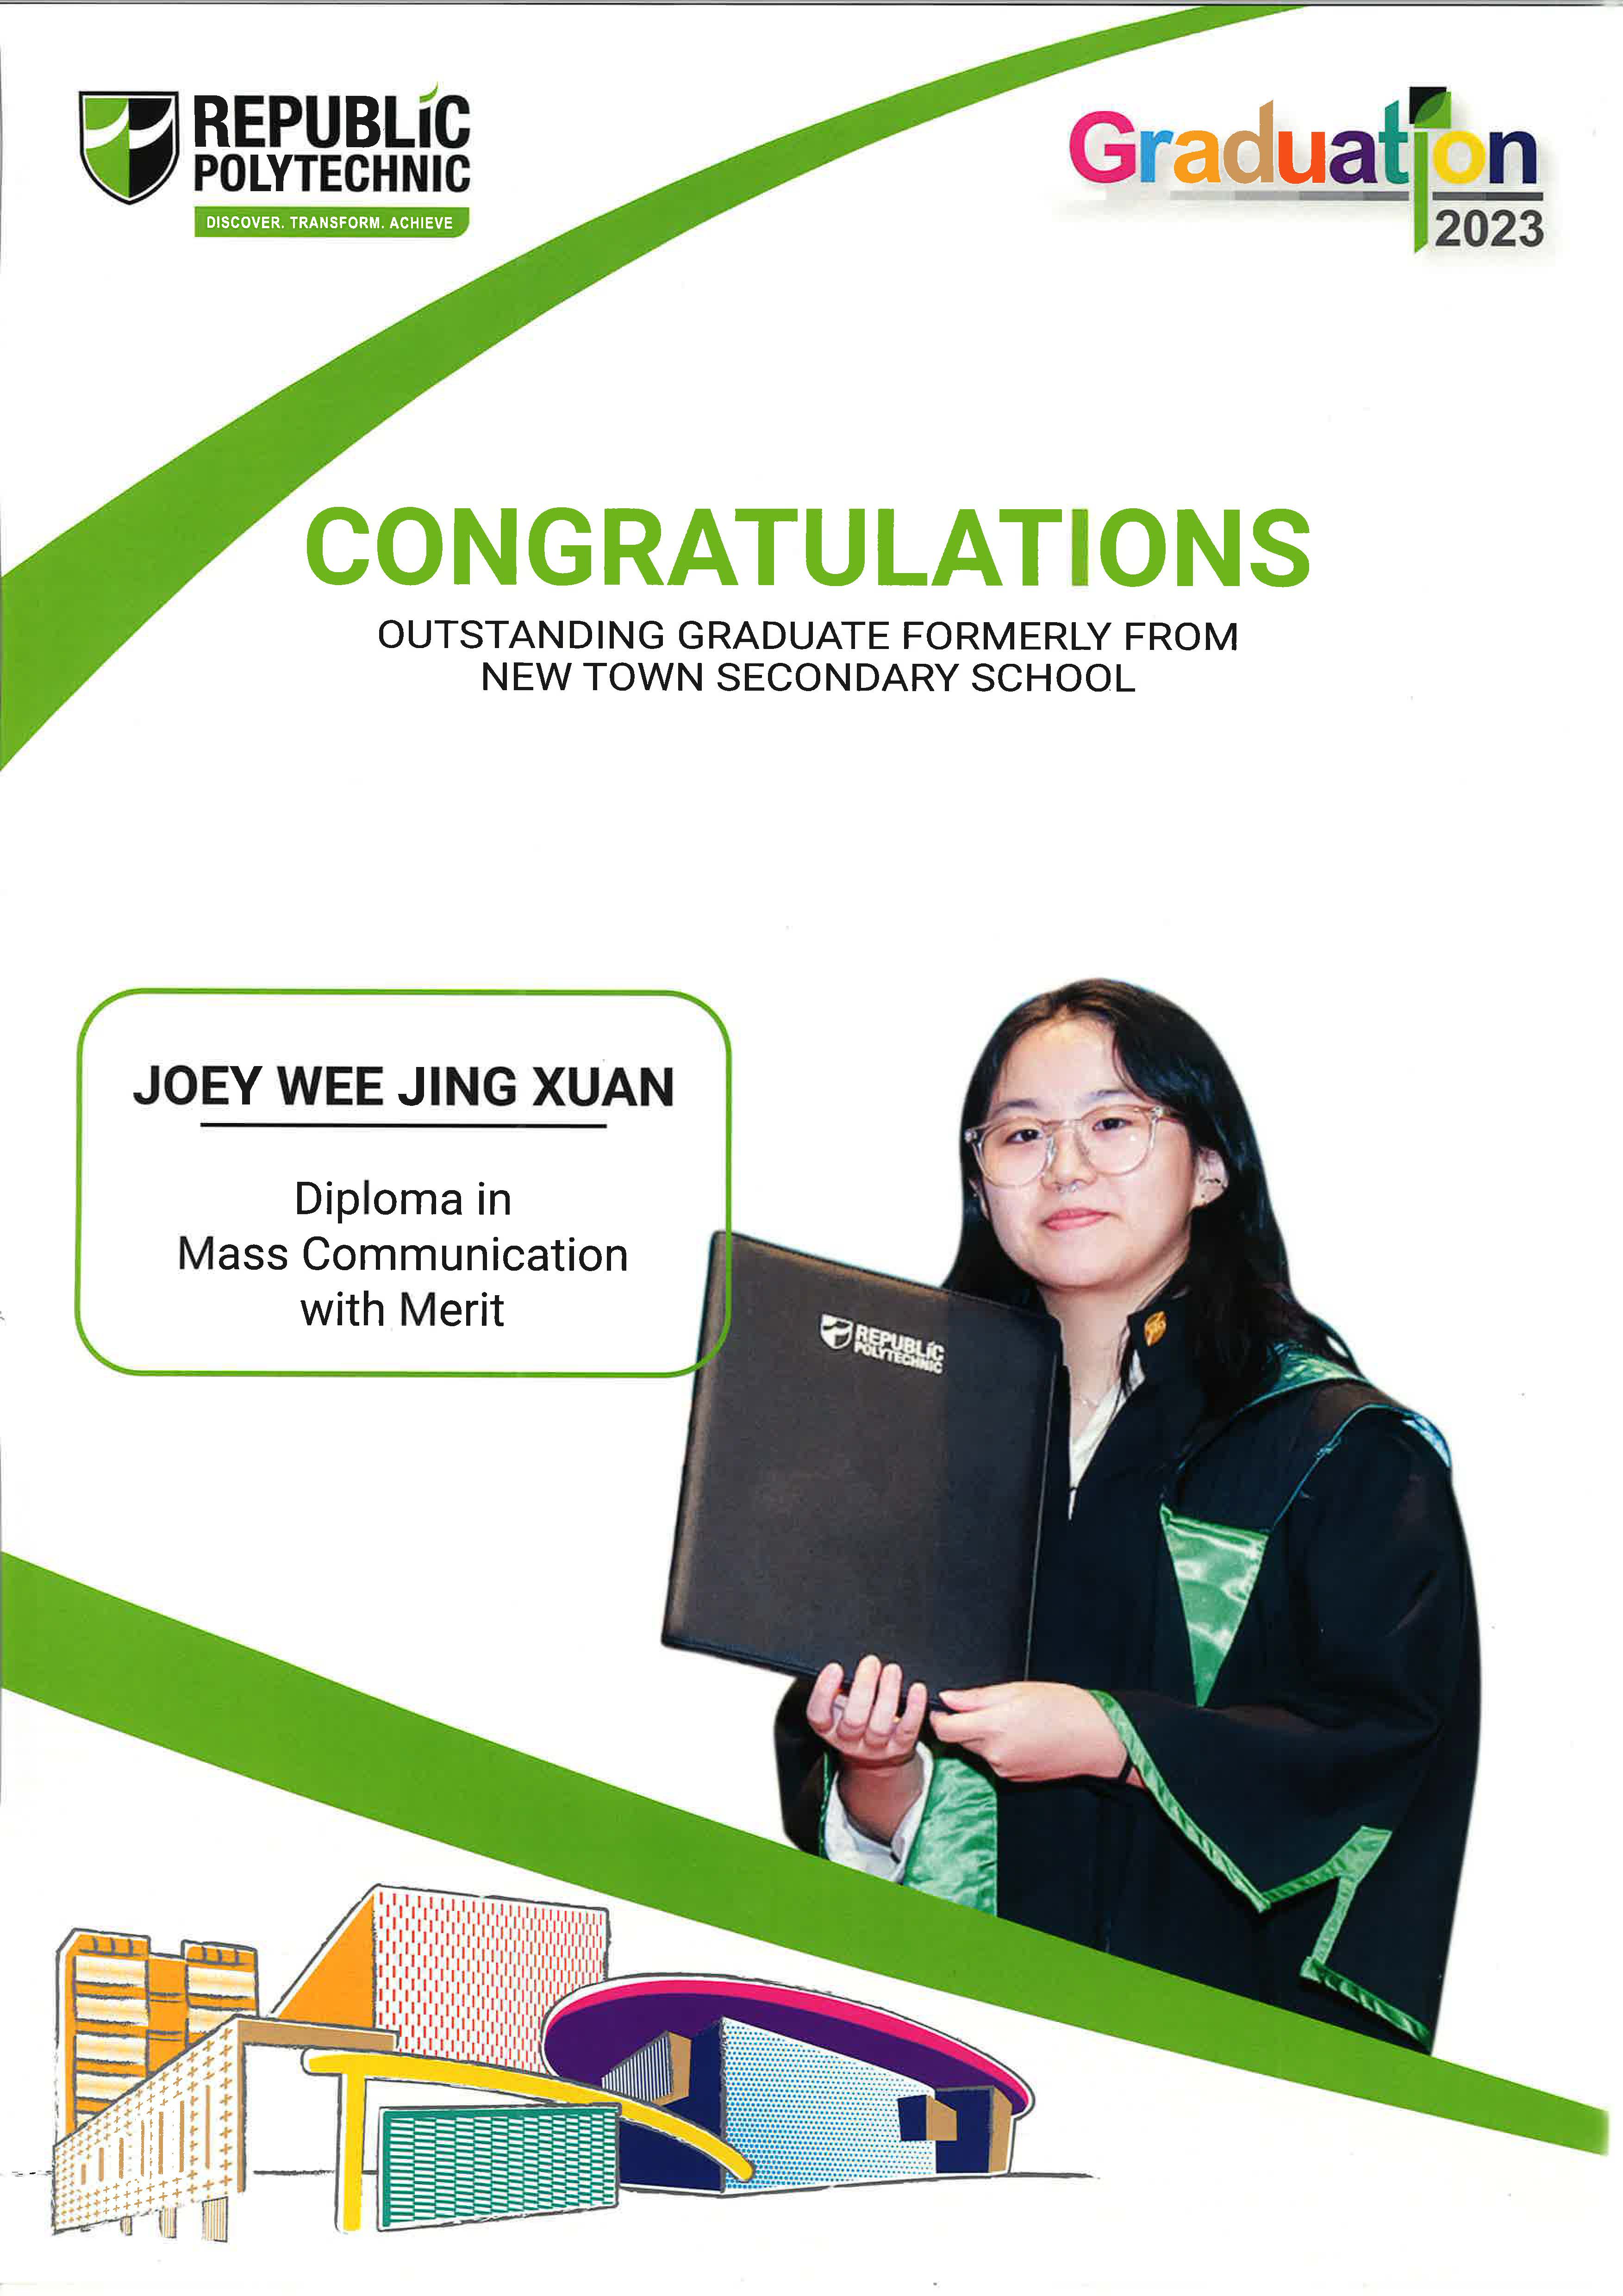 REPUBLIC
POLYTECHNIC
DISCOVER. TRANSFORM. ACHIEVE
Graduation
2023
CONGRATULATIONS
OUTSTANDING GRADUATE FORMERLY FROM
NEW TOWN SECONDARY SCHOOL
JOEY WEE JING XUAN
Diploma in
Mass Communication
with Merit
REPUBLIC
POLYTECHNIC